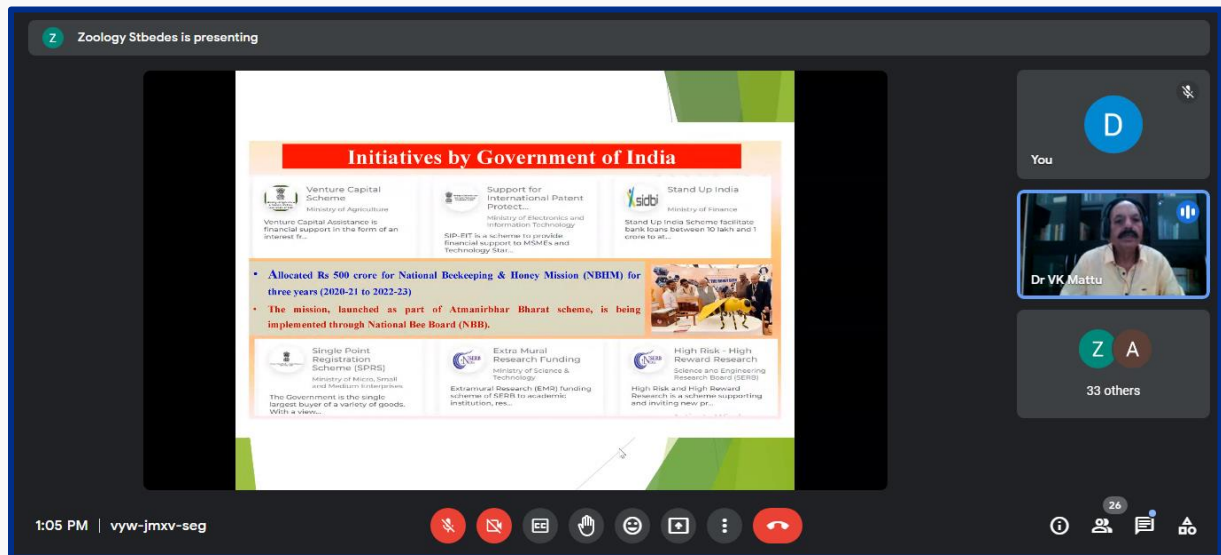 Z Zoology Stbedes is presenting
Initiatives by Government of India
Venture Capital
Scheme
Ministry of Agriculture
Venture Capital Assistance is
financial support in the form of an
interest fr...
Support for
International Patent
Protect...
Ministry of Electronics and
Information Technology
SIP-EIT is a scheme to provide
financial support to MSMEs and
Technology Star...
sidbi
Stand Up India
Ministry of Finance
Stand Up India Scheme facilitate
bank loans between 10 lakh and 1
crore to at...
• Allocated Rs 500 crore for National Beekeeping & Honey Mission (NBHM) for
three years (2020-21 to 2022-23)
• The mission, launched as part of Atmanirbhar Bharat scheme, is being
implemented through National Bee Board (NBB).
Single Point
Registration
Scheme (SPRS)
Ministry of Micro, Small
and Medium Enterprises
The Government is the single
largest buyer of a variety of goods.
With a view...
SERB
Extra Mural
Research Funding
Ministry of Science &
Technology
Extramural Research (EMR) funding
scheme of SERB to academic
institution, res...
SERB
High Risk - High
Reward Research
Science and Engineering
Research Board (SERB)
High Risk and High Reward
Research is a scheme supporting
and inviting new pr...
D
You
Dr VK Mattu
Z A
33 others
1:05 PM | vyw-jmxv-seg
CC
26